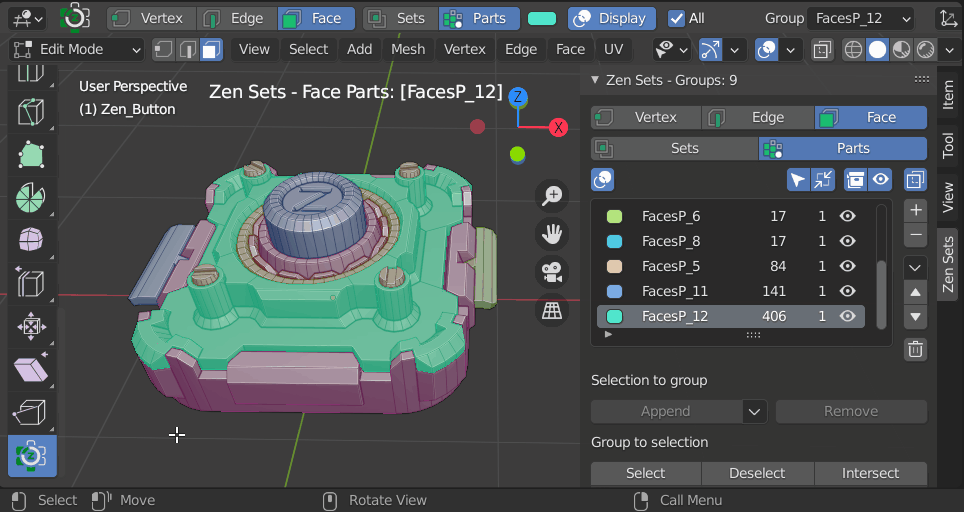 Vertex Edge Face Sets Parts Display All Group FacesP_12
Edit Mode View Select Add Mesh Vertex Edge Face UV
User Perspective
(1) Zen_Button
Zen Sets - Face Parts: [FacesP_12]
Z
X
Z
Zen Sets - Groups: 9
Vertex Edge Face
Sets Parts
FacesP_6 17 1
FacesP_8 17 1
FacesP_5 84 1
FacesP_11 141 1
FacesP_12 406 1
Selection to group
Append Remove
Group to selection
Select Deselect Intersect
Item
Tool
View
Zen Sets
Select Move Rotate View Call Menu